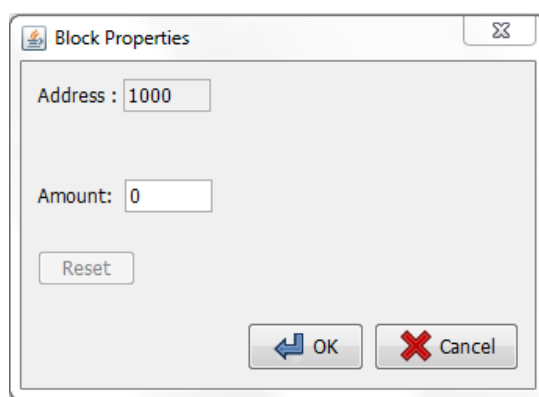 Block Properties
Address : 1000
Amount: 0
Reset
OK Cancel